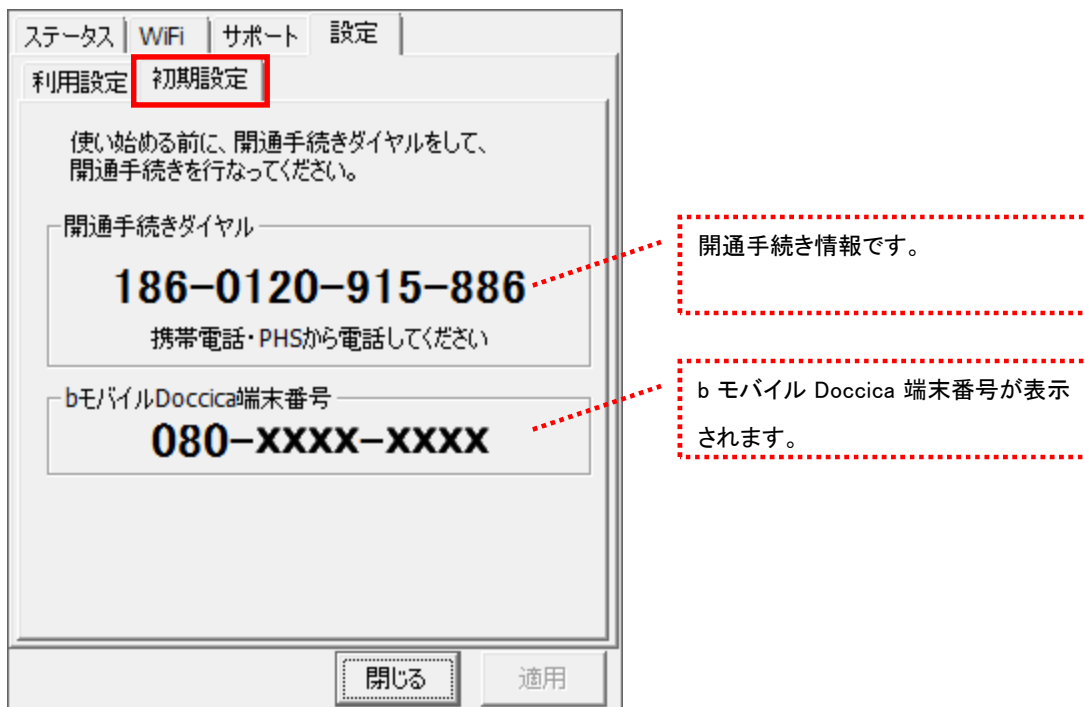 ステータス WiFi サポート 設定
利用設定 初期設定
使い始める前に、開通手続きダイヤルをして、
開通手続きを行なってください。
開通手続きダイヤル
186-0120-915-886
携帯電話・PHSから電話してください
開通手続き情報です。
bモバイルDoccica端末番号
080-xxxx-xxxx
b モバイル Doccica 端末番号が表示
されます。
閉じる 適用